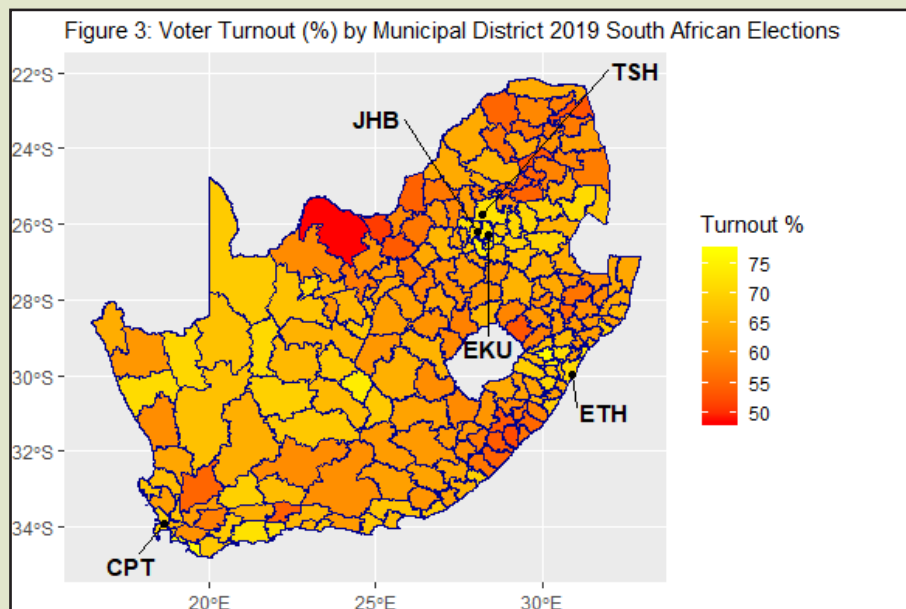 Figure 3: Voter Turnout (%) by Municipal District 2019 South African Elections
22°S
TSH
JHB
24°S
26°S
Turnout %
75
28°S
70
65
EKU
60
30°S
55
ETH
50
32°S
34°S
CPT
20°E 25°E 30°E